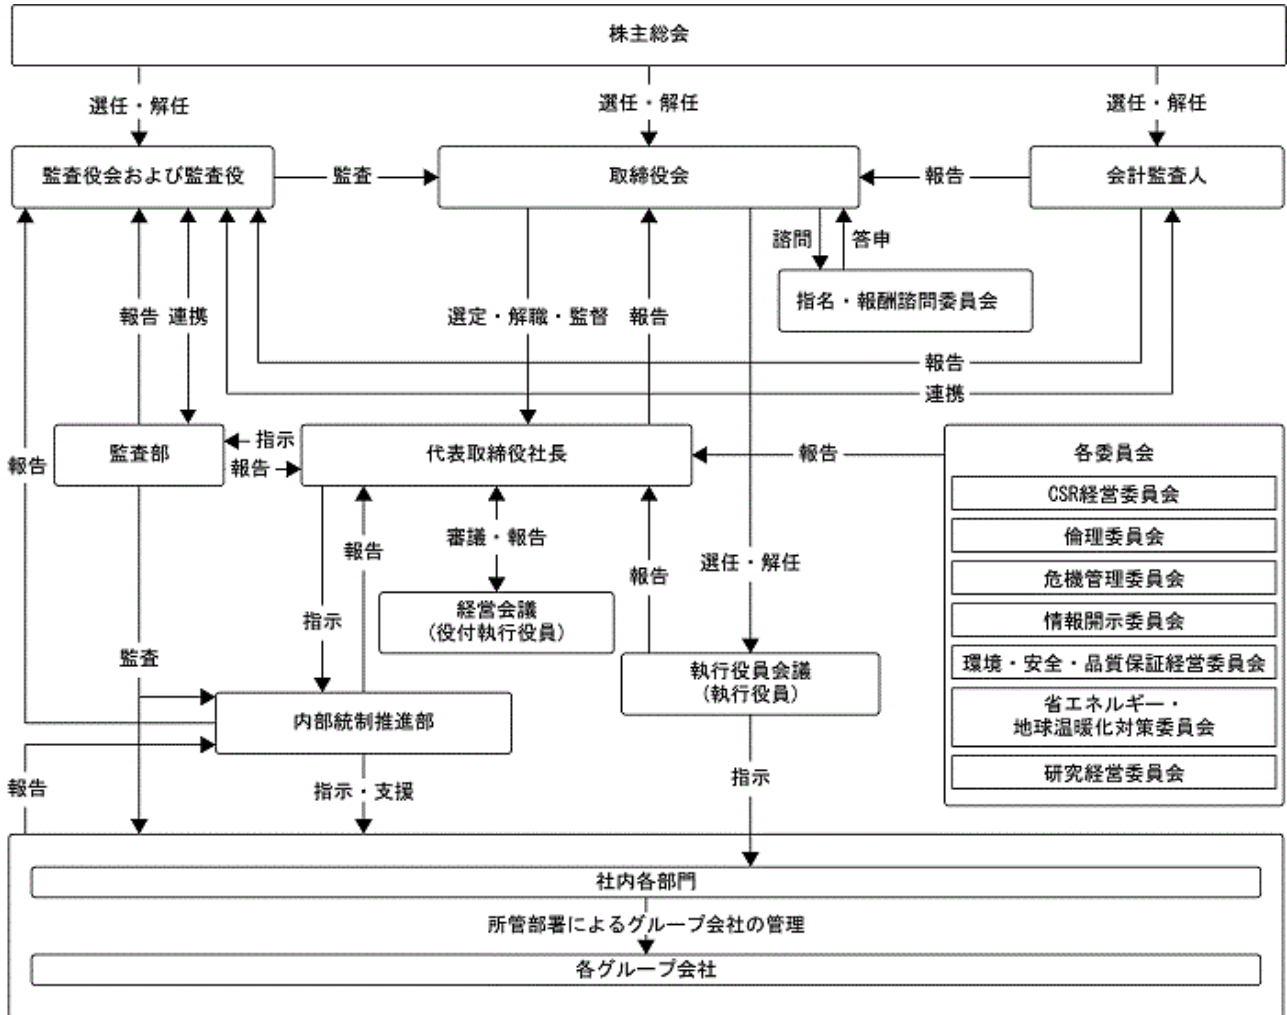 株主総会
選任・解任
選任・解任
選任・解任
監査役会および監査役
監査
取締役会
報告
会計監査人
諮問
答申
指名・報酬諮問委員会
報告
連携
選定・解職・監督
報告
報告
連携
監査部
指示
報告
代表取締役社長
報告
各委員会
CSR経営委員会
倫理委員会
危機管理委員会
情報開示委員会
環境・安全・品質保証経営委員会
省エネルギー・
地球温暖化対策委員会
研究経営委員会
報告
報告
審議・報告
経営会議
(役付執行役員)
報告
選任・解任
指示
監査
執行役員会議
(執行役員)
内部統制推進部
報告
指示・支援
指示
社内各部門
所管部署によるグループ会社の管理
各グループ会社